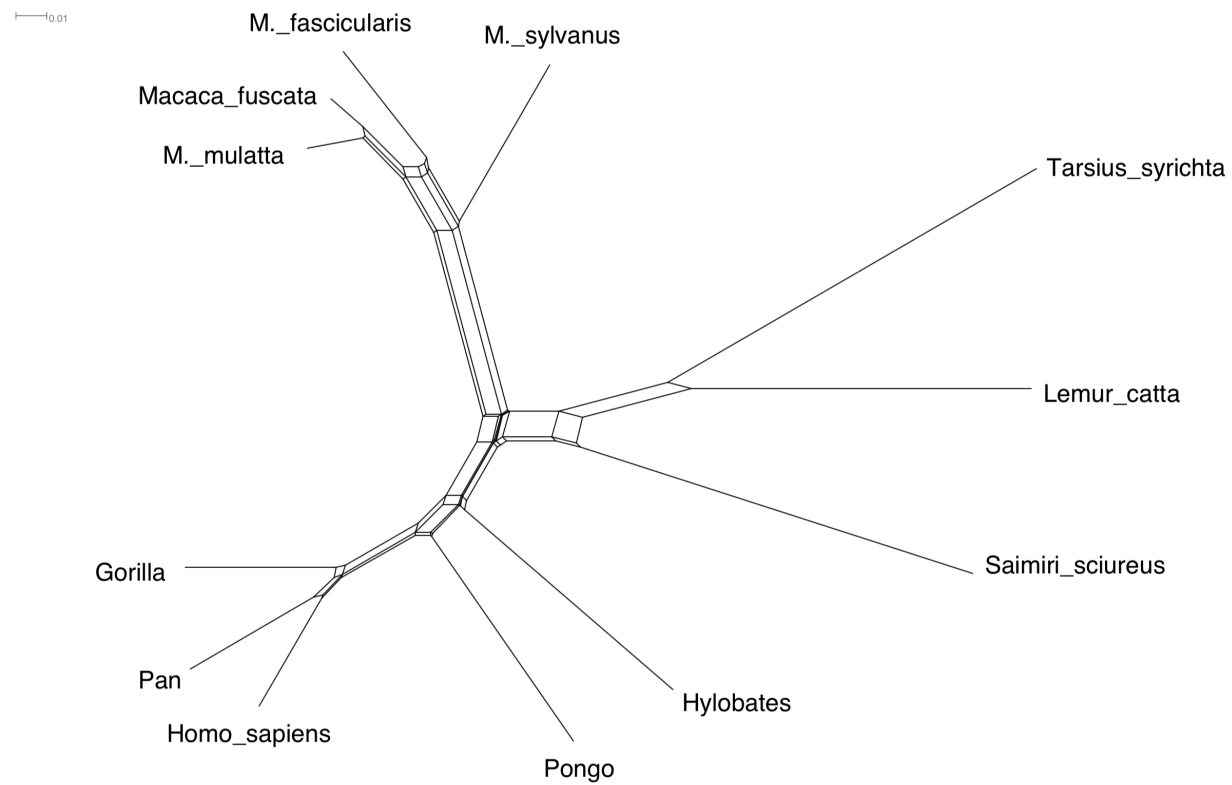 0.01
M._fascicularis
M._sylvanus
Macaca_fuscata
M._mulatta
Tarsius_syrichta
Lemur_catta
Saimiri_sciureus
Gorilla
Pan
Hylobates
Homo_sapiens
Pongo